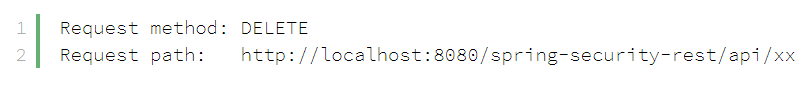 1 Request method: DELETE
2 Request path:   http://localhost:8080/spring-security-rest/api/xx